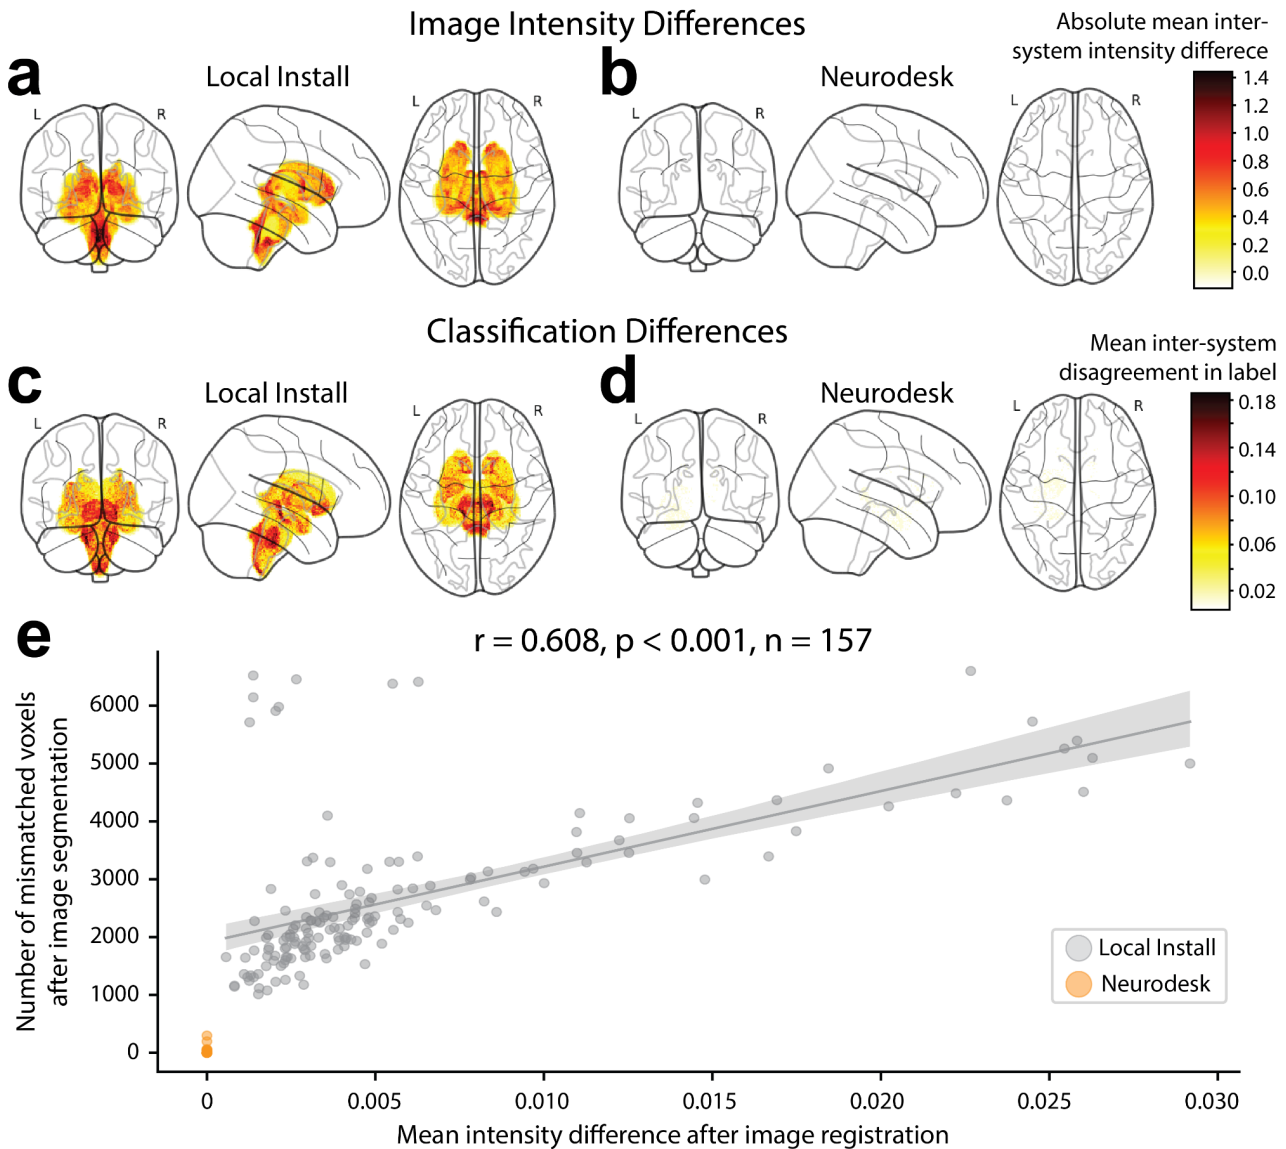 Image Intensity Differences
Absolute mean inter-
system intensity differece
a
Local Install
b
Neurodesk
L R L R L R L R
1.4
1.2
1.0
0.8
0.6
0.4
0.2
0.0
Classification Differences
Mean inter-system
disagreement in label
c
Local Install
d
Neurodesk
L R L R L R L R
0.18
0.14
0.10
0.06
0.02
e
r = 0.608, p < 0.001, n = 157
Number of mismatched voxels
after image segmentation
6000
5000
4000
3000
2000
1000
0
Local Install
Neurodesk
0 0.005 0.010 0.015 0.020 0.025 0.030
Mean intensity difference after image registration